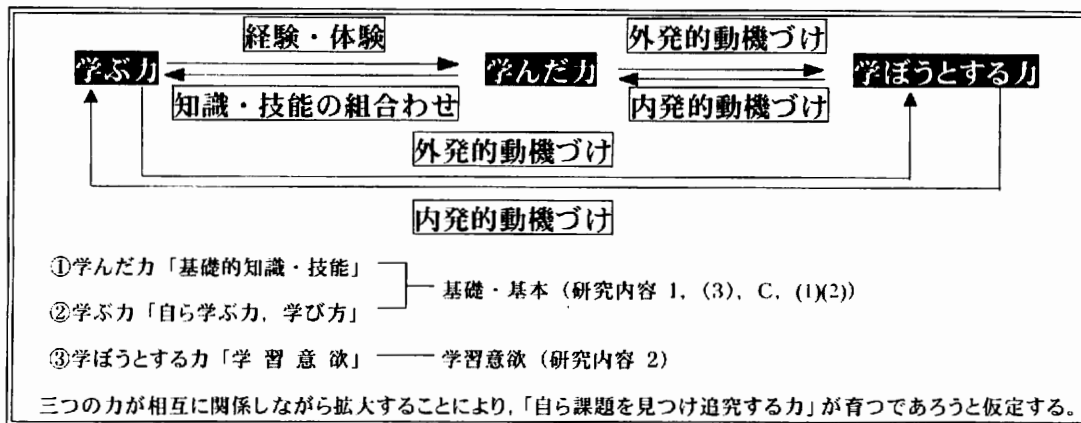 経験・体験
外発的動機づけ
学ぶ力
学んだ力
学ぼうとする力
知識・技能の組合わせ
内発的動機づけ
外発的動機づけ
内発的動機づけ
①学んだ力「基礎的知識・技能」
基礎・基本（研究内容 1, (3), C, (1)(2)）
②学ぶ力「自ら学ぶ力, 学び方」
③学ぼうとする力「学 習 意 欲」
学習意欲（研究内容 2）
三つの力が相互に関係しながら拡大することにより,「自ら課題を見つけ追究する力」が育つであろうと仮定する。